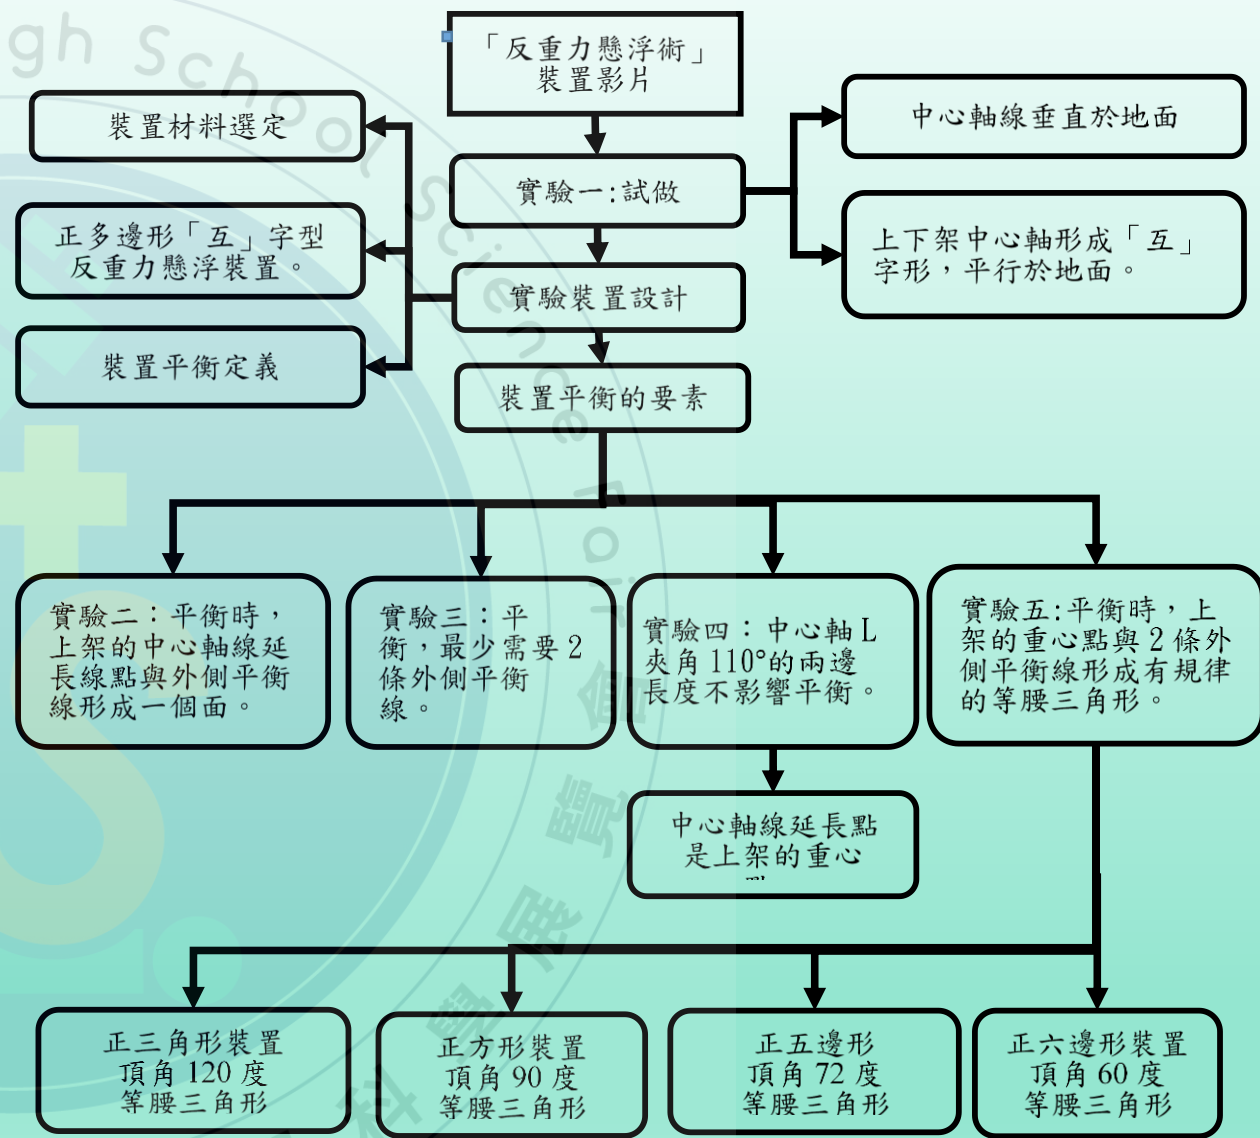 「反重力懸浮術」
裝置影片
裝置材料選定
中心軸線垂直於地面
實驗一:試做
正多邊形「互」字型
反重力懸浮裝置。
上下架中心軸形成「互」
字形，平行於地面。
實驗裝置設計
裝置平衡定義
裝置平衡的要素
實驗二：平衡時，
上架的中心軸線延
長線點與外側平衡
線形成一個面。
實驗三：平
衡，最少需要 2
條外側平衡
線。
實驗四：中心軸 L
夾角 110°的兩邊
長度不影響平衡。
實驗五:平衡時，上
架的重心點與 2 條外
側平衡線形成有規律
的等腰三角形。
中心軸線延長點
是上架的重心
正三角形裝置
頂角 120 度
等腰三角形
正方形裝置
頂角 90 度
等腰三角形
正五邊形
頂角 72 度
等腰三角形
正六邊形裝置
頂角 60 度
等腰三角形
gh School Science Fair
會覽展學科